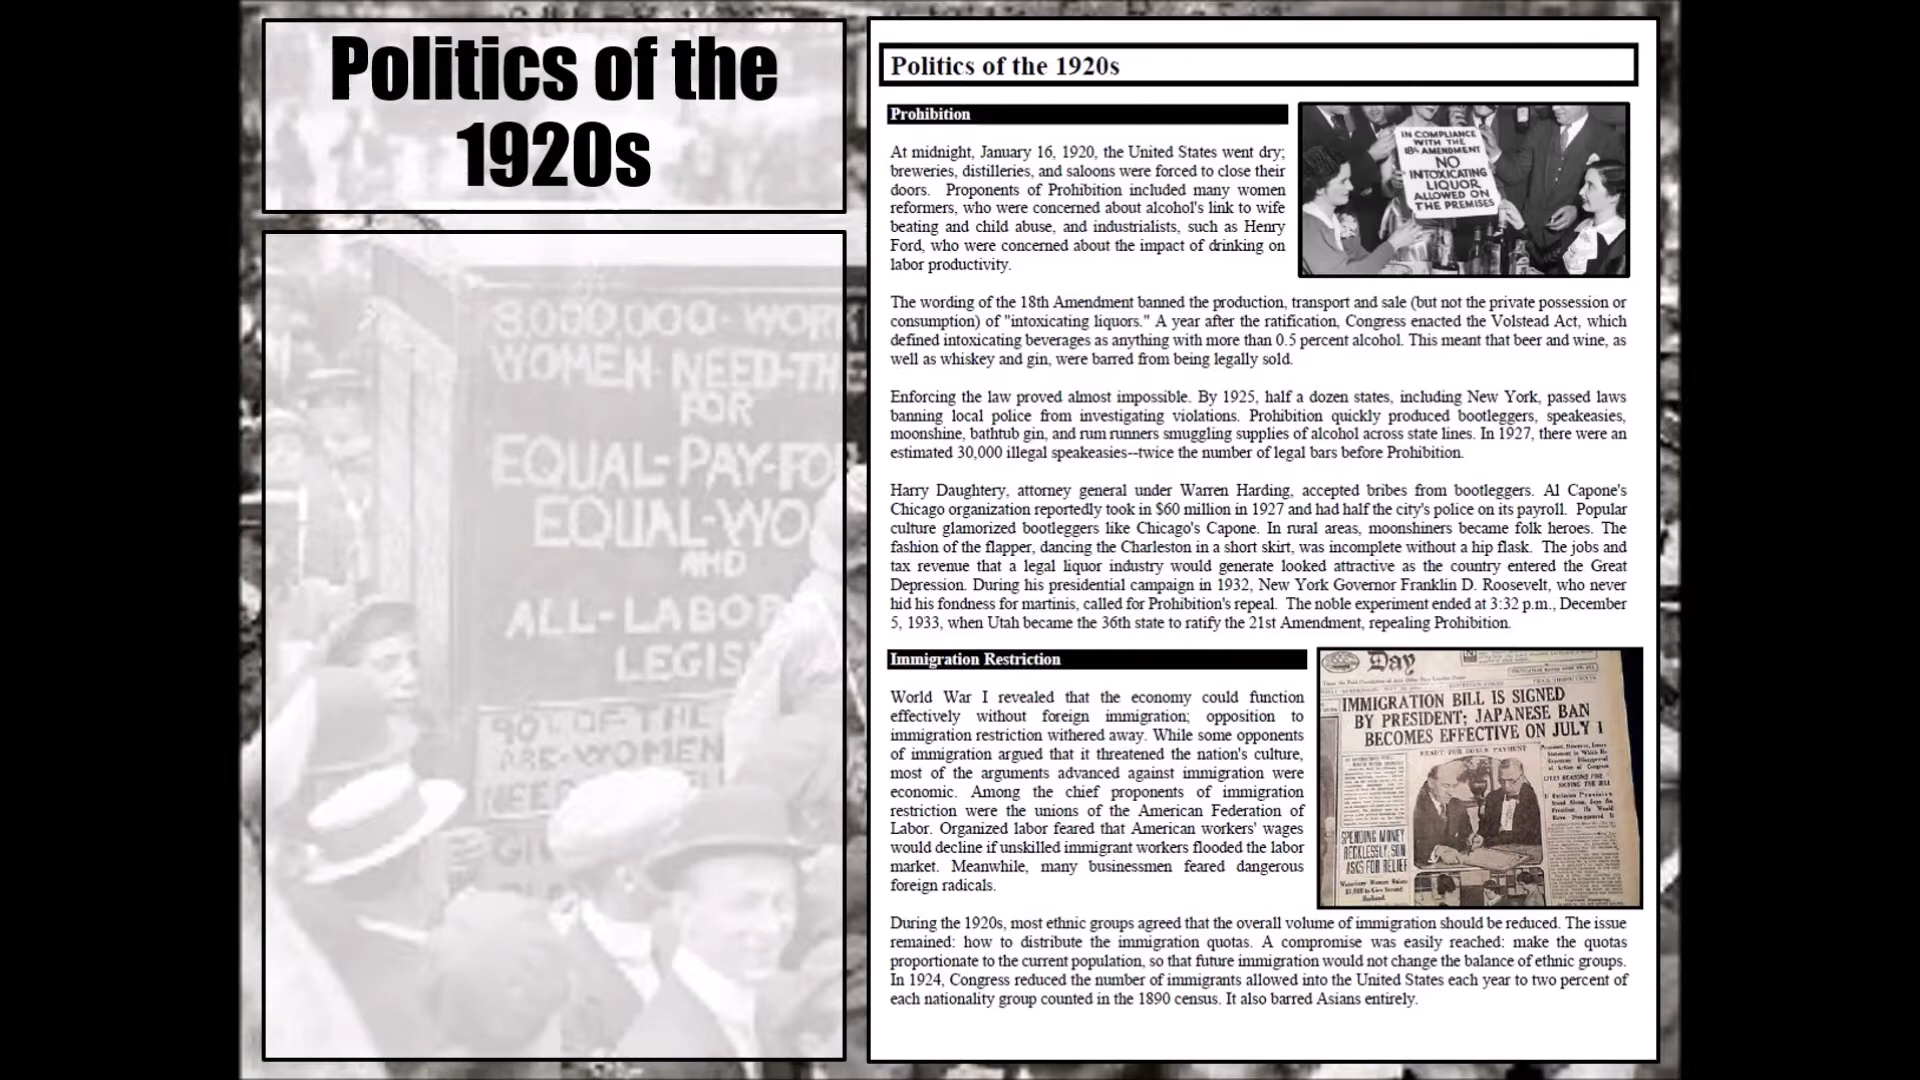 Politics of the
1920s
8,000,000 WORK
WOMEN NEED THE
FOR
EQUAL-PAY-FO
EQUAL-WO
AND
ALL-LABOR
LEGIS
90% OF THE
ARE-WOMEN
Politics of the 1920s
Prohibition
At midnight, January 16, 1920, the United States went dry;
breweries, distilleries, and saloons were forced to close their
doors. Proponents of Prohibition included many women
reformers, who were concerned about alcohol's link to wife
beating and child abuse, and industrialists, such as Henry
Ford, who were concerned about the impact of drinking on
labor productivity.
IN COMPLIANCE
WITH THE
18th AMENDMENT
NO
INTOXICATING
LIQUOR
ALLOWED ON
THE PREMISES
The wording of the 18th Amendment banned the production, transport and sale (but not the private possession or
consumption) of "intoxicating liquors." A year after the ratification, Congress enacted the Volstead Act, which
defined intoxicating beverages as anything with more than 0.5 percent alcohol. This meant that beer and wine, as
well as whiskey and gin, were barred from being legally sold.
Enforcing the law proved almost impossible. By 1925, half a dozen states, including New York, passed laws
banning local police from investigating violations. Prohibition quickly produced bootleggers, speakeasies,
moonshine, bathtub gin, and rum runners smuggling supplies of alcohol across state lines. In 1927, there were an
estimated 30,000 illegal speakeasies--twice the number of legal bars before Prohibition.
Harry Daughtery, attorney general under Warren Harding, accepted bribes from bootleggers. Al Capone's
Chicago organization reportedly took in $60 million in 1927 and had half the city's police on its payroll. Popular
culture glamorized bootleggers like Chicago's Capone. In rural areas, moonshiners became folk heroes. The
fashion of the flapper, dancing the Charleston in a short skirt, was incomplete without a hip flask. The jobs and
tax revenue that a legal liquor industry would generate looked attractive as the country entered the Great
Depression. During his presidential campaign in 1932, New York Governor Franklin D. Roosevelt, who never
hid his fondness for martinis, called for Prohibition's repeal. The noble experiment ended at 3:32 p.m., December
5, 1933, when Utah became the 36th state to ratify the 21st Amendment, repealing Prohibition.
Immigration Restriction
World War I revealed that the economy could function
effectively without foreign immigration; opposition to
immigration restriction withered away. While some opponents
of immigration argued that it threatened the nation's culture,
most of the arguments advanced against immigration were
economic. Among the chief proponents of immigration
restriction were the unions of the American Federation of
Labor. Organized labor feared that American workers' wages
would decline if unskilled immigrant workers flooded the labor
market. Meanwhile, many businessmen feared dangerous
foreign radicals.
Day
IMMIGRATION BILL IS SIGNED
BY PRESIDENT; JAPANESE BAN
BECOMES EFFECTIVE ON JULY 1
SPENDING MONEY
RECKLESSLY, SON
ASKS FOR RELIEF
During the 1920s, most ethnic groups agreed that the overall volume of immigration should be reduced. The issue
remained: how to distribute the immigration quotas. A compromise was easily reached: make the quotas
proportionate to the current population, so that future immigration would not change the balance of ethnic groups.
In 1924, Congress reduced the number of immigrants allowed into the United States each year to two percent of
each nationality group counted in the 1890 census. It also barred Asians entirely.